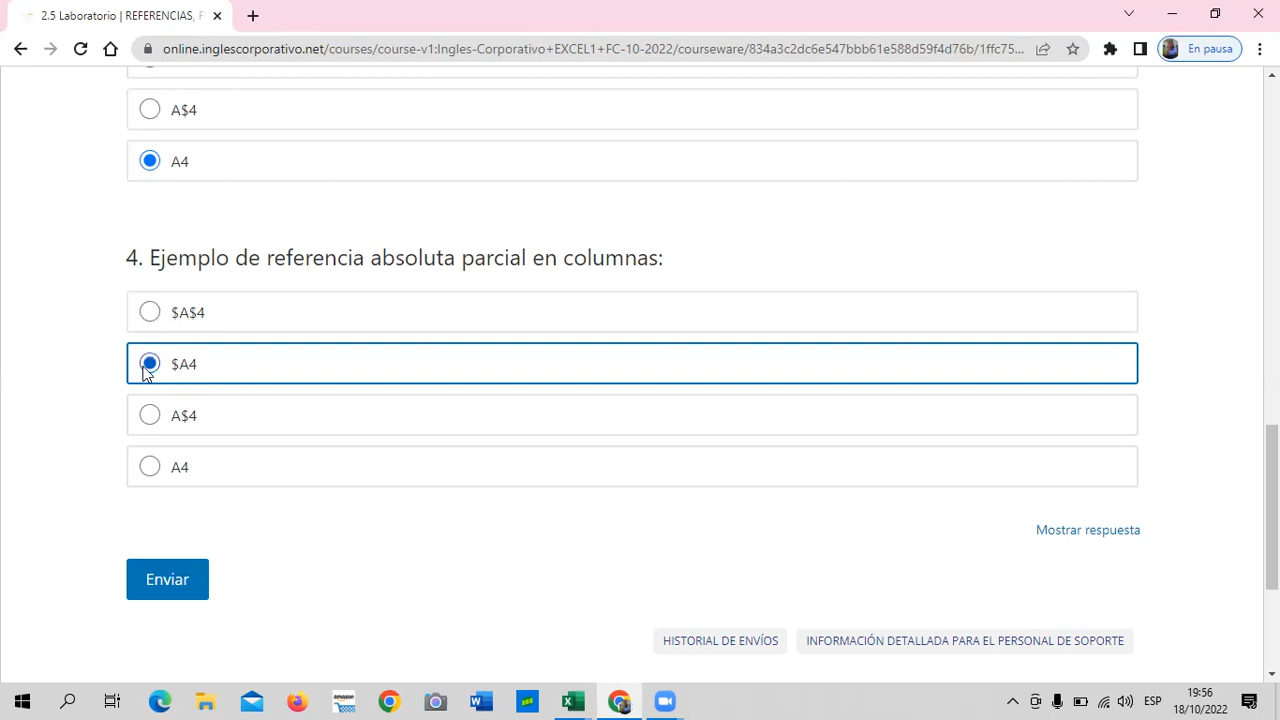 2.5 Laboratorio | REFERENCIAS, F
online.inglescorporativo.net/courses/course-v1:Ingles-Corporativo+EXCEL1+FC-10-2022/courseware/834a3c2dc6e547bbb61e588d59f4d76b/1ffc75...
En pausa
A$4
A4
4. Ejemplo de referencia absoluta parcial en columnas:
$A$4
$A4
A$4
A4
Mostrar respuesta
Enviar
HISTORIAL DE ENVÍOS
INFORMACIÓN DETALLADA PARA EL PERSONAL DE SOPORTE
amazon
ESP
19:56
18/10/2022